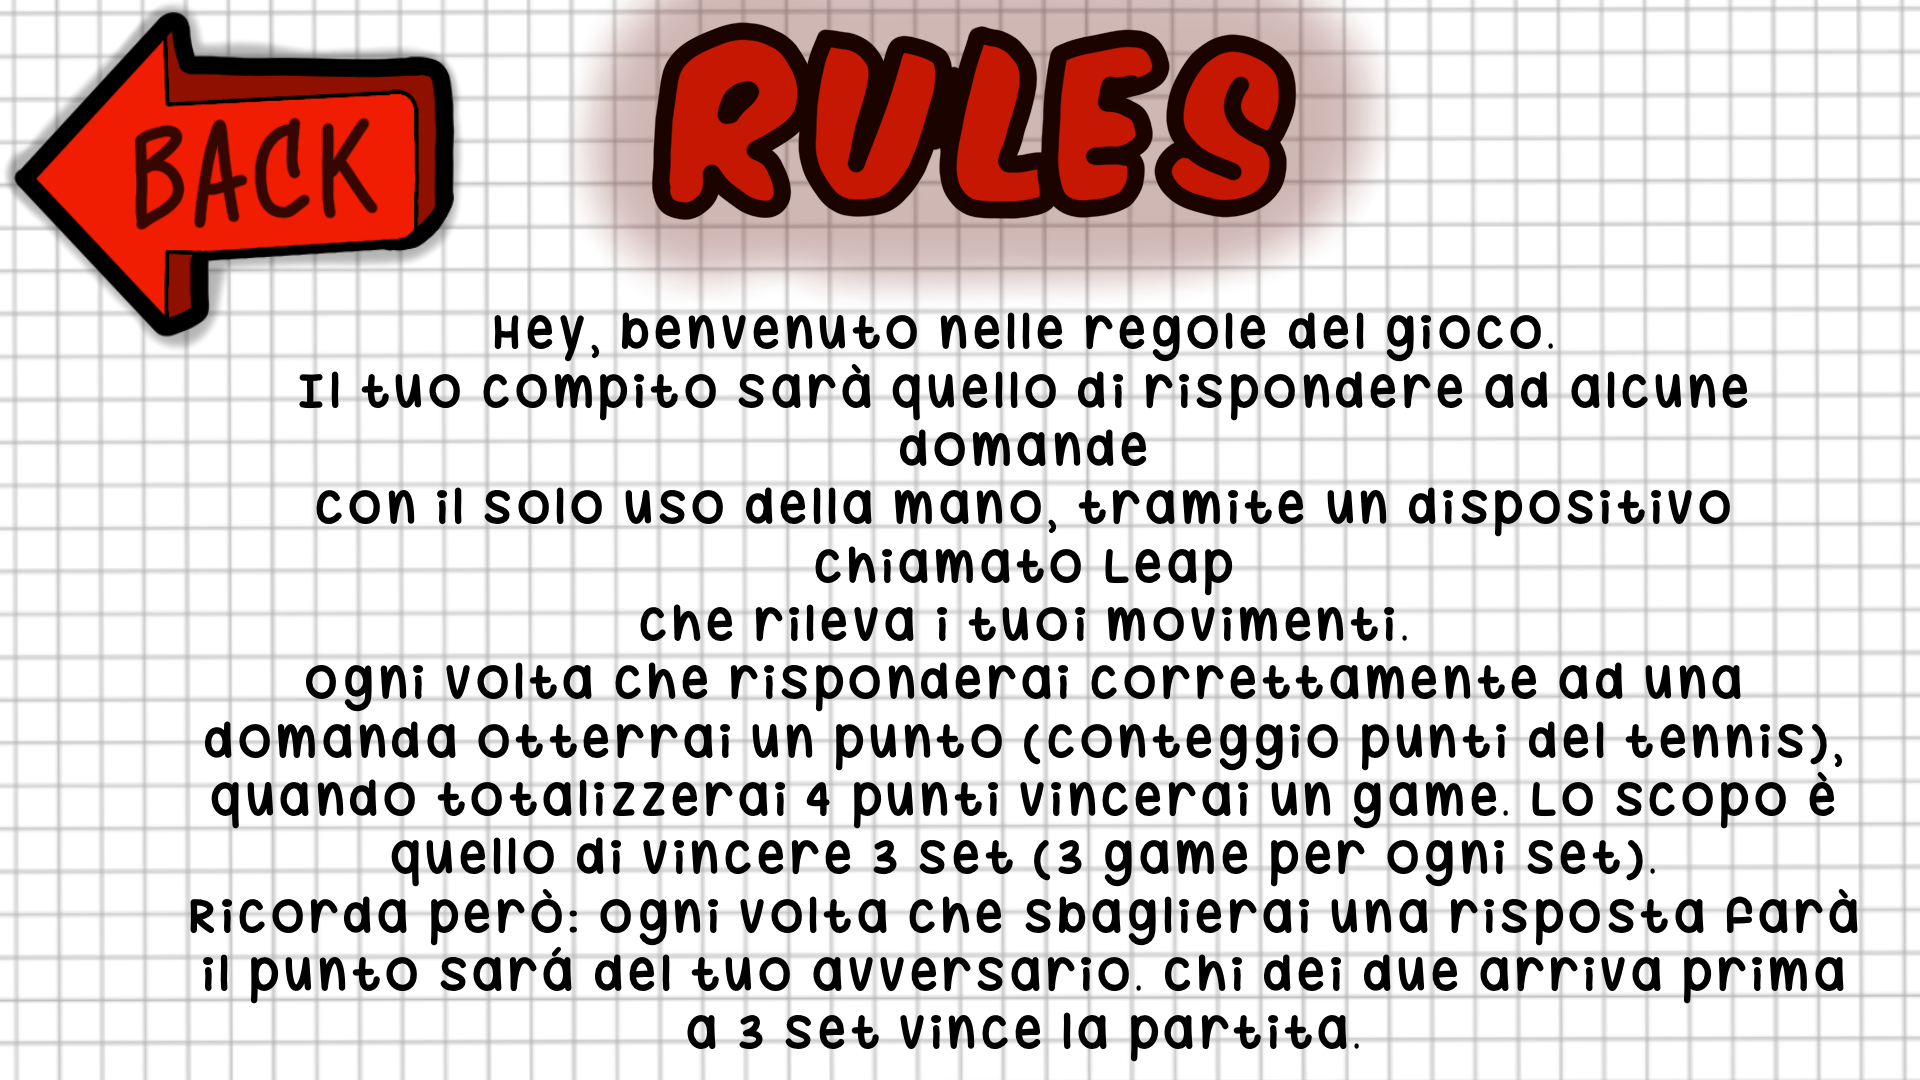 BACK
RULES
Hey, benvenuto nelle regole del gioco.
Il tuo compito sarà quello di rispondere ad alcune
domande
con il solo uso della mano, tramite un dispositivo
chiamato Leap
che rileva i tuoi movimenti.
Ogni volta che risponderai correttamente ad una
domanda otterrai un punto (conteggio punti del tennis),
quando totalizzerai 4 punti vincerai un game. Lo scopo è
quello di vincere 3 set (3 game per ogni set).
Ricorda però: ogni volta che sbaglierai una risposta farà
il punto sará del tuo avversario. Chi dei due arriva prima
a 3 set vince la partita.